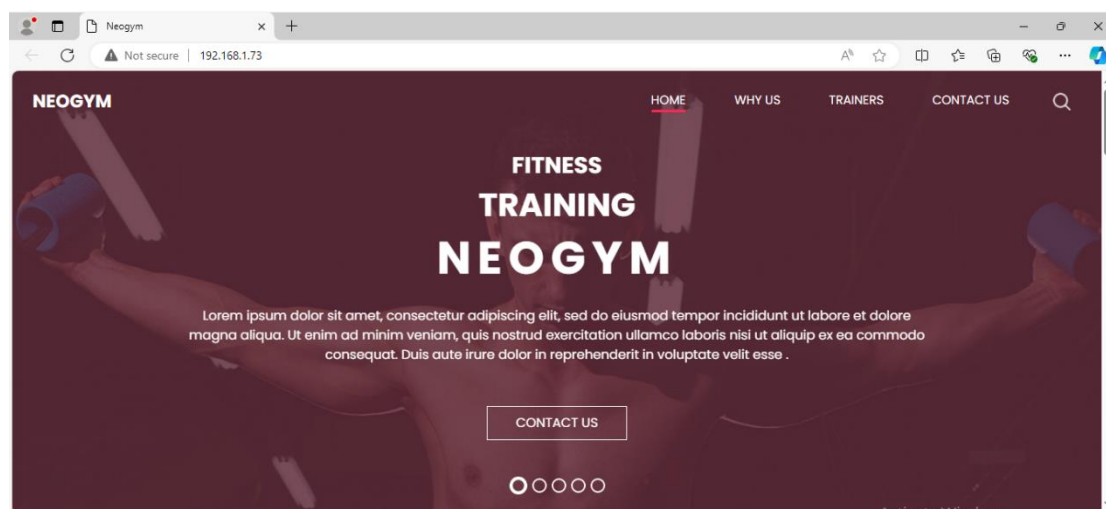 Neogym
Not secure | 192.168.1.73
NEOGYM
HOME WHY US TRAINERS CONTACT US
FITNESS
TRAINING
NEOGYM
Lorem ipsum dolor sit amet, consectetur adipiscing elit, sed do eiusmod tempor incididunt ut labore et dolore
magna aliqua. Ut enim ad minim veniam, quis nostrud exercitation ullamco laboris nisi ut aliquip ex ea commodo
consequat. Duis aute irure dolor in reprehenderit in voluptate velit esse .
CONTACT US